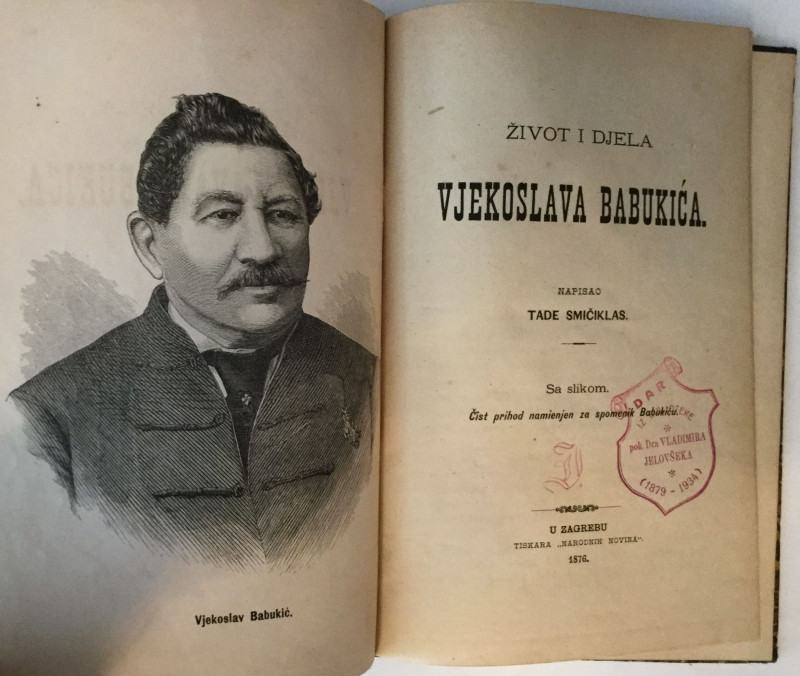 Vjekoslav Babukić.
ŽIVOT I DJELA
VJEKOSLAVA BABUKIĆA.
NAPISAO
TADE SMIČIKLAS.
Sa slikom.
Čist prihod namienjen za spomenik Babukiću.
DAR
IZ
pok. Dra VLADIMIRA
JELOVŠEKA
(1879 - 1934)
U ZAGREBU
TISKARA „NARODNIH NOVINA".
1876.